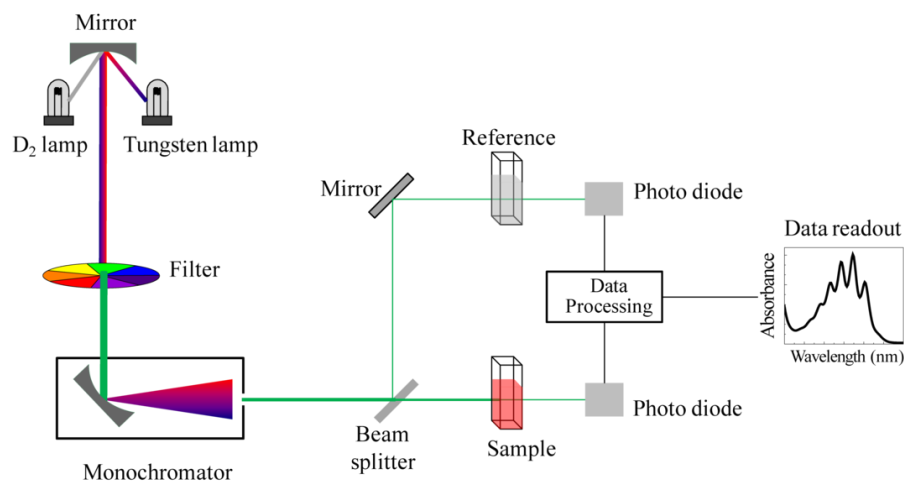 Mirror
D₂ lamp
Tungsten lamp
Filter
Monochromator
Mirror
Beam
splitter
Reference
Sample
Photo diode
Data
Processing
Photo diode
Data readout
Absorbance
Wavelength (nm)